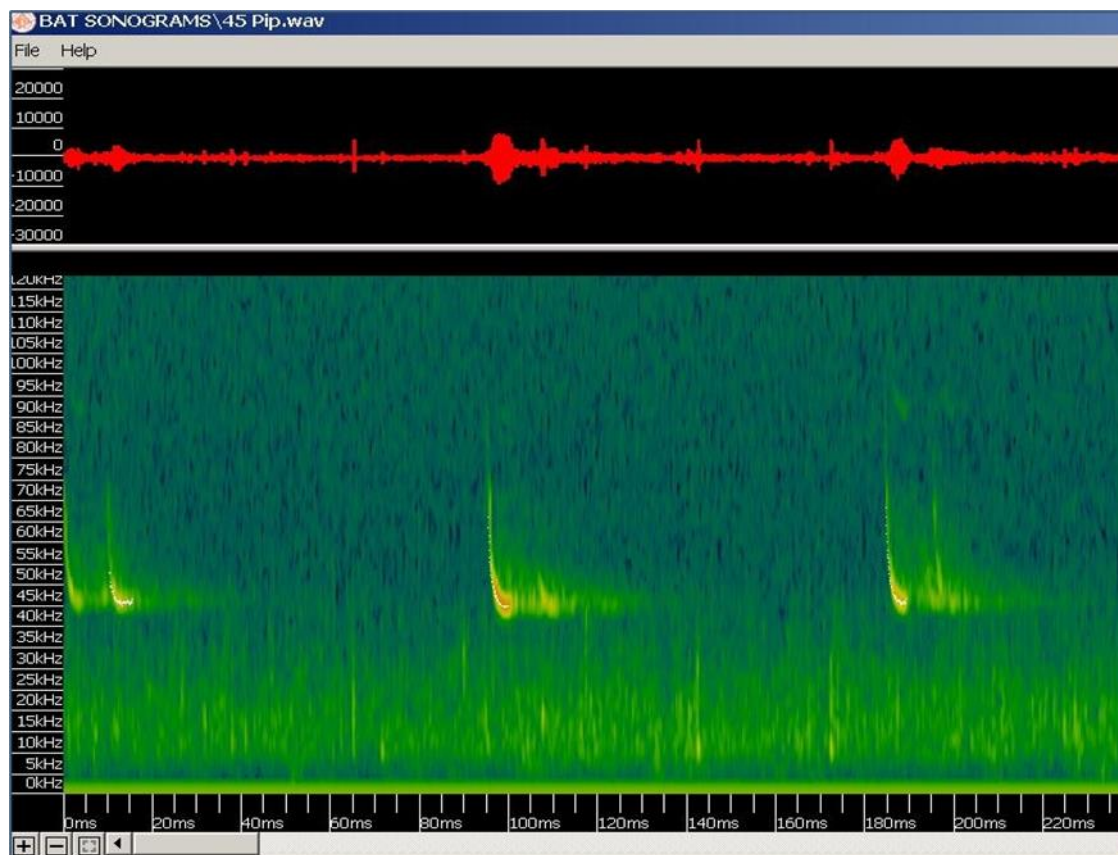 BAT SONOGRAMS\45 Pip.wav
File Help
20000
10000
0
-10000
-20000
-30000
120kHz
115kHz
110kHz
105kHz
100kHz
95kHz
90kHz
85kHz
80kHz
75kHz
70kHz
65kHz
60kHz
55kHz
50kHz
45kHz
40kHz
35kHz
30kHz
25kHz
20kHz
15kHz
10kHz
5kHz
0kHz
0ms 20ms 40ms 60ms 80ms 100ms 120ms 140ms 160ms 180ms 200ms 220ms